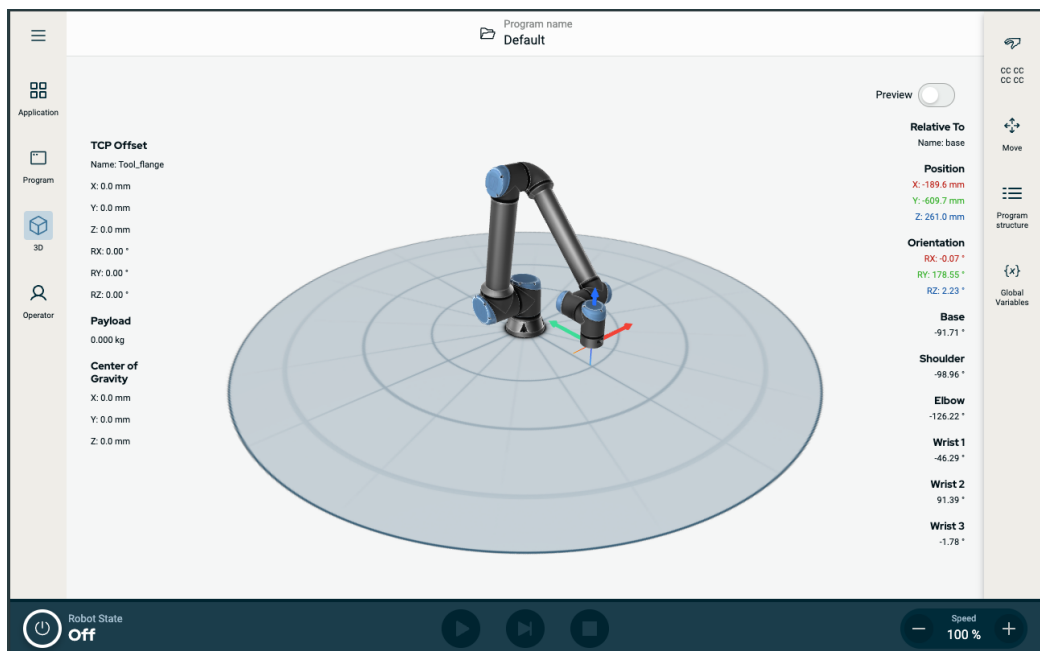 Program name
Default
Application
Program
3D
Operator
TCP Offset
Name: Tool_flange
X: 0.0 mm
Y: 0.0 mm
Z: 0.0 mm
RX: 0.00 °
RY: 0.00 °
RZ: 0.00 °
Payload
0.000 kg
Center of
Gravity
X: 0.0 mm
Y: 0.0 mm
Z: 0.0 mm
Preview
Relative To
Name: base
Position
X: -189.6 mm
Y: -609.7 mm
Z: 261.0 mm
Orientation
RX: -0.07 °
RY: 178.55 °
RZ: 2.23 °
Base
-91.71 °
Shoulder
-98.96 °
Elbow
-126.22 °
Wrist 1
-46.29 °
Wrist 2
91.39 °
Wrist 3
-1.78 °
CC CC
CC CC
Move
Program
structure
{x}
Global
Variables
Robot State
Off
Speed
100 %